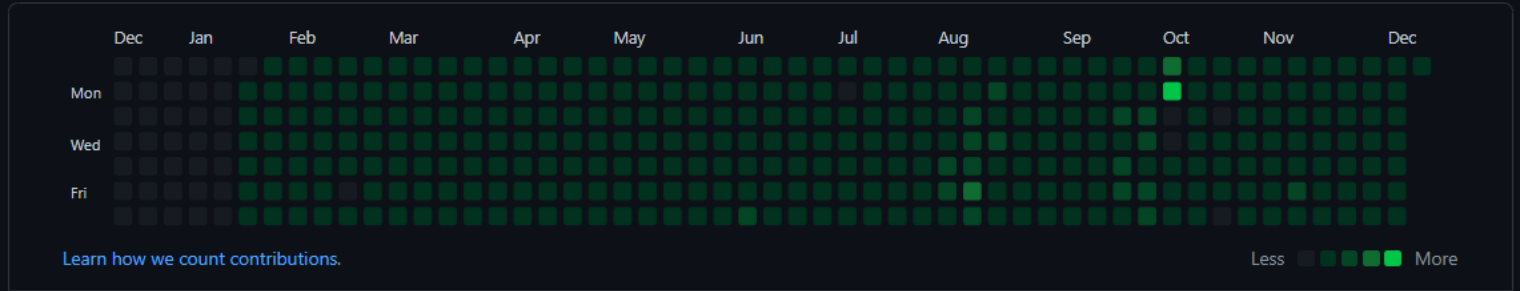 Dec Jan Feb Mar Apr May Jun Jul Aug Sep Oct Nov Dec
Mon
Wed
Fri
Learn how we count contributions.
Less More